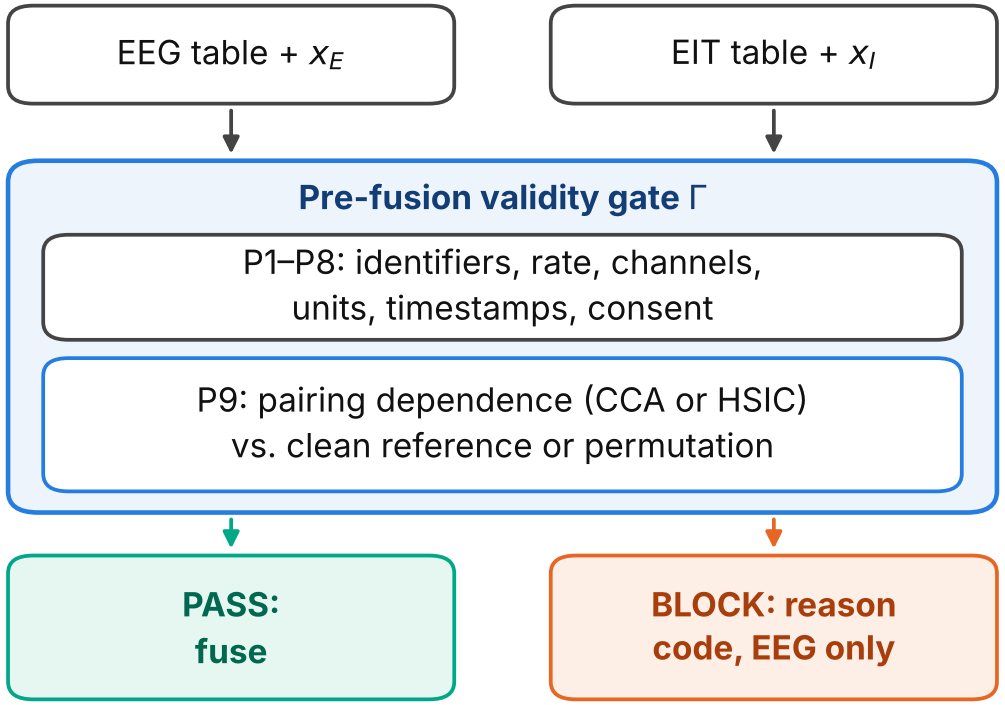 EEG table + x_E
EIT table + x_I
Pre-fusion validity gate Γ
P1–P8: identifiers, rate, channels,
units, timestamps, consent
P9: pairing dependence (CCA or HSIC)
vs. clean reference or permutation
PASS:
fuse
BLOCK: reason
code, EEG only